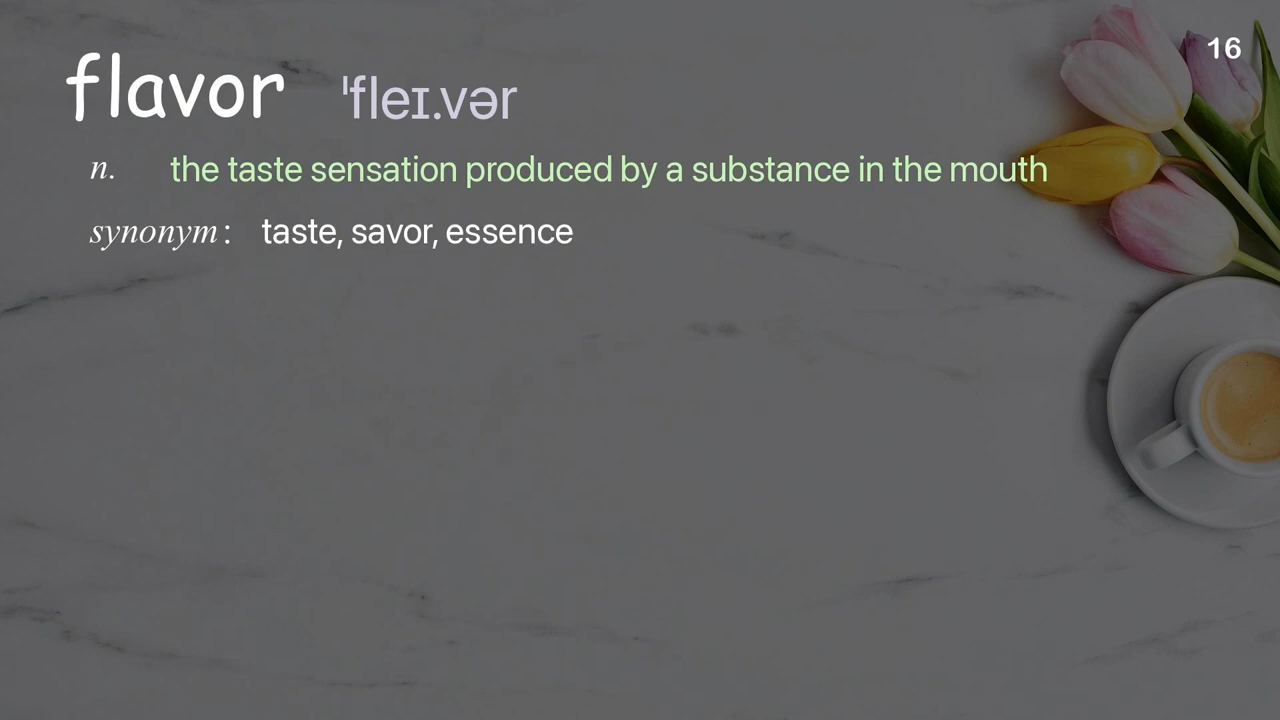 16
flavor ˈfleɪ.vər
n. the taste sensation produced by a substance in the mouth
synonym: taste, savor, essence